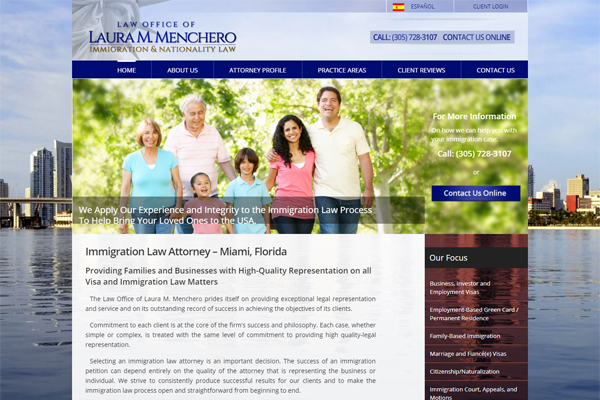 ESPAÑOL
CLIENT LOGIN
LAW OFFICE OF
LAURA M. MENCHERO
IMMIGRATION & NATIONALITY LAW
CALL: (305) 728-3107 CONTACT US ONLINE
HOME
ABOUT US
ATTORNEY PROFILE
PRACTICE AREAS
CLIENT REVIEWS
CONTACT US
For More Information
On how we can help you with
your immigration case.
Call: (305) 728-3107
or
Contact Us Online
We Apply Our Experience and Integrity to the Immigration Law Process
To Help Bring Your Loved Ones to the USA.
Immigration Law Attorney – Miami, Florida
Providing Families and Businesses with High-Quality Representation on all
Visa and Immigration Law Matters
The Law Office of Laura M. Menchero prides itself on providing exceptional legal representation
and service and on its outstanding record of success in achieving the objectives of its clients.
Commitment to each client is at the core of the firm's success and philosophy. Each case, whether
simple or complex, is treated with the same level of commitment to providing high quality-legal
representation.
Selecting an immigration law attorney is an important decision. The success of an immigration
petition can depend entirely on the quality of the attorney that is representing the business or
individual. We strive to consistently produce successful results for our clients and to make the
immigration law process open and straightforward from beginning to end.
Our Focus
Business, Investor and
Employment Visas
Employment-Based Green Card /
Permanent Residence
Family-Based Immigration
Marriage and Fiancé(e) Visas
Citizenship/Naturalization
Immigration Court, Appeals, and
Motions